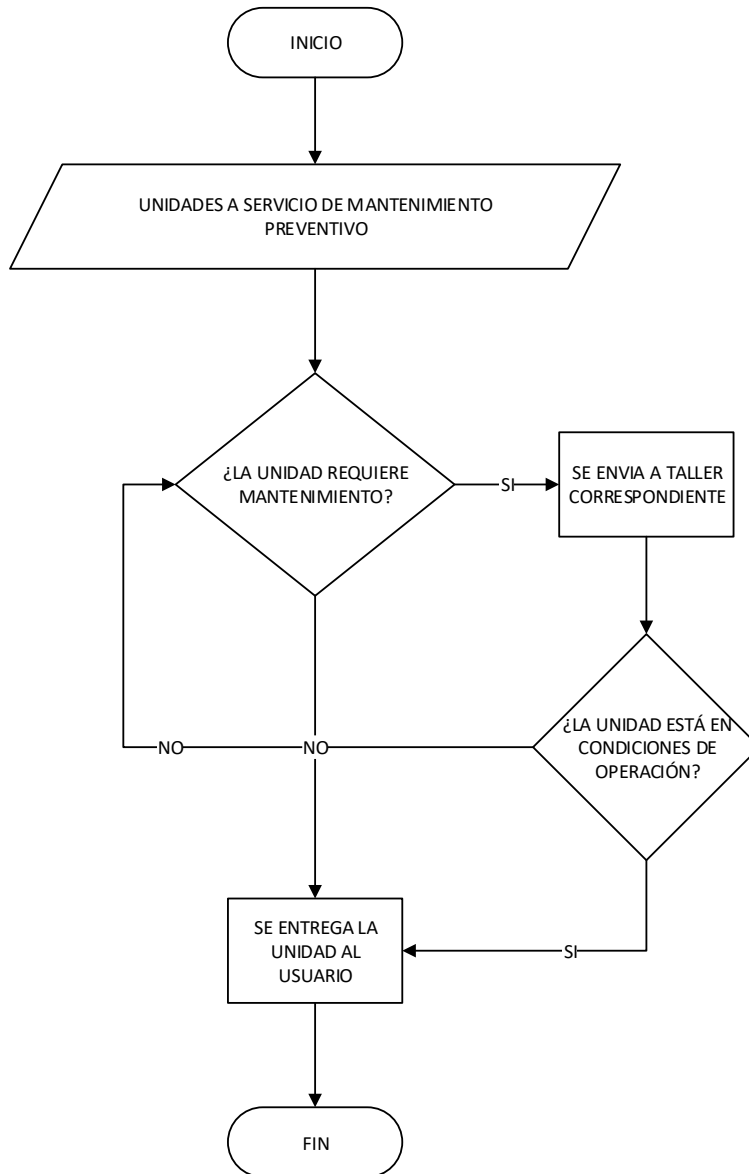 INICIO
UNIDADES A SERVICIO DE MANTENIMIENTO
PREVENTIVO
¿LA UNIDAD REQUIERE
MANTENIMIENTO?
SI
SE ENVIA A TALLER
CORRESPONDIENTE
¿LA UNIDAD ESTÁ EN
CONDICIONES DE
OPERACIÓN?
NO
NO
SE ENTREGA LA
UNIDAD AL
USUARIO
SI
FIN